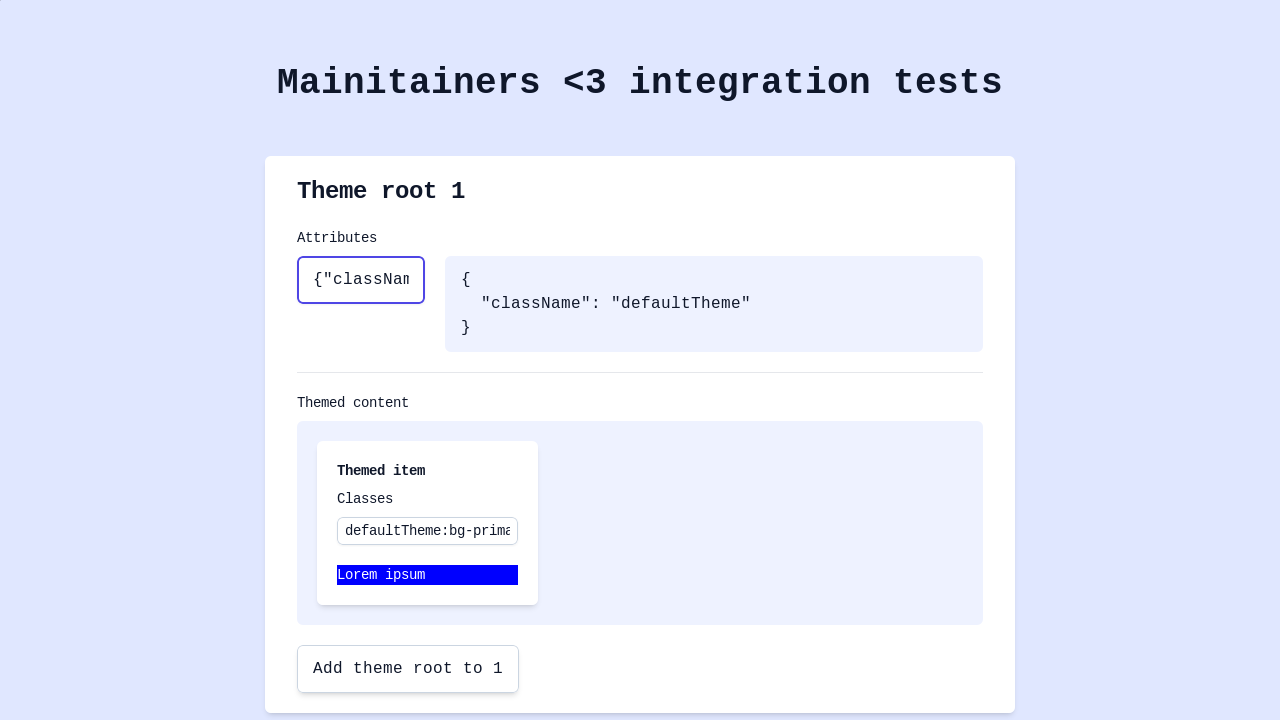 Mainitainers <3 integration tests
Theme root 1
Attributes
{"classNam
{
  "className": "defaultTheme"
}
Themed content
Themed item
Classes
defaultTheme:bg-prima
Lorem ipsum
Add theme root to 1